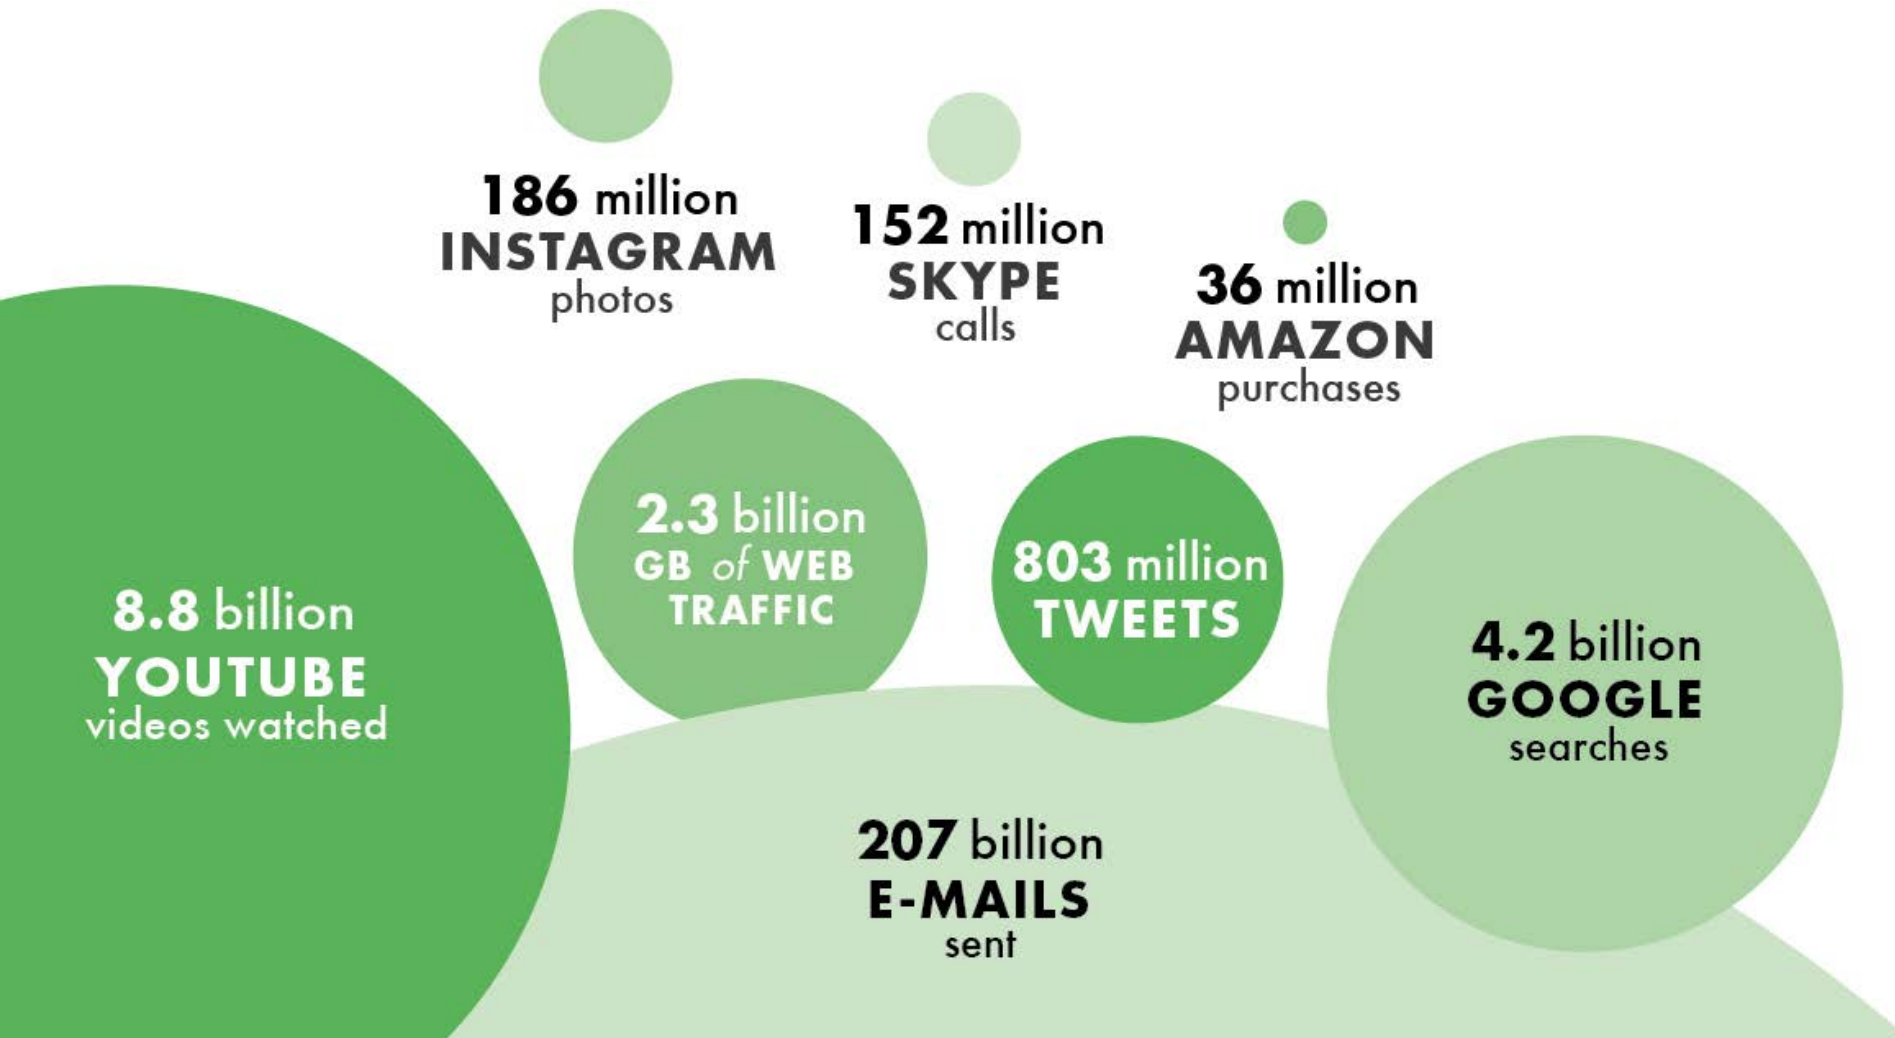 186 million
INSTAGRAM
photos
152 million
SKYPE
calls
36 million
AMAZON
purchases
8.8 billion
YOUTUBE
videos watched
2.3 billion
GB of WEB
TRAFFIC
803 million
TWEETS
4.2 billion
GOOGLE
searches
207 billion
E-MAILS
sent